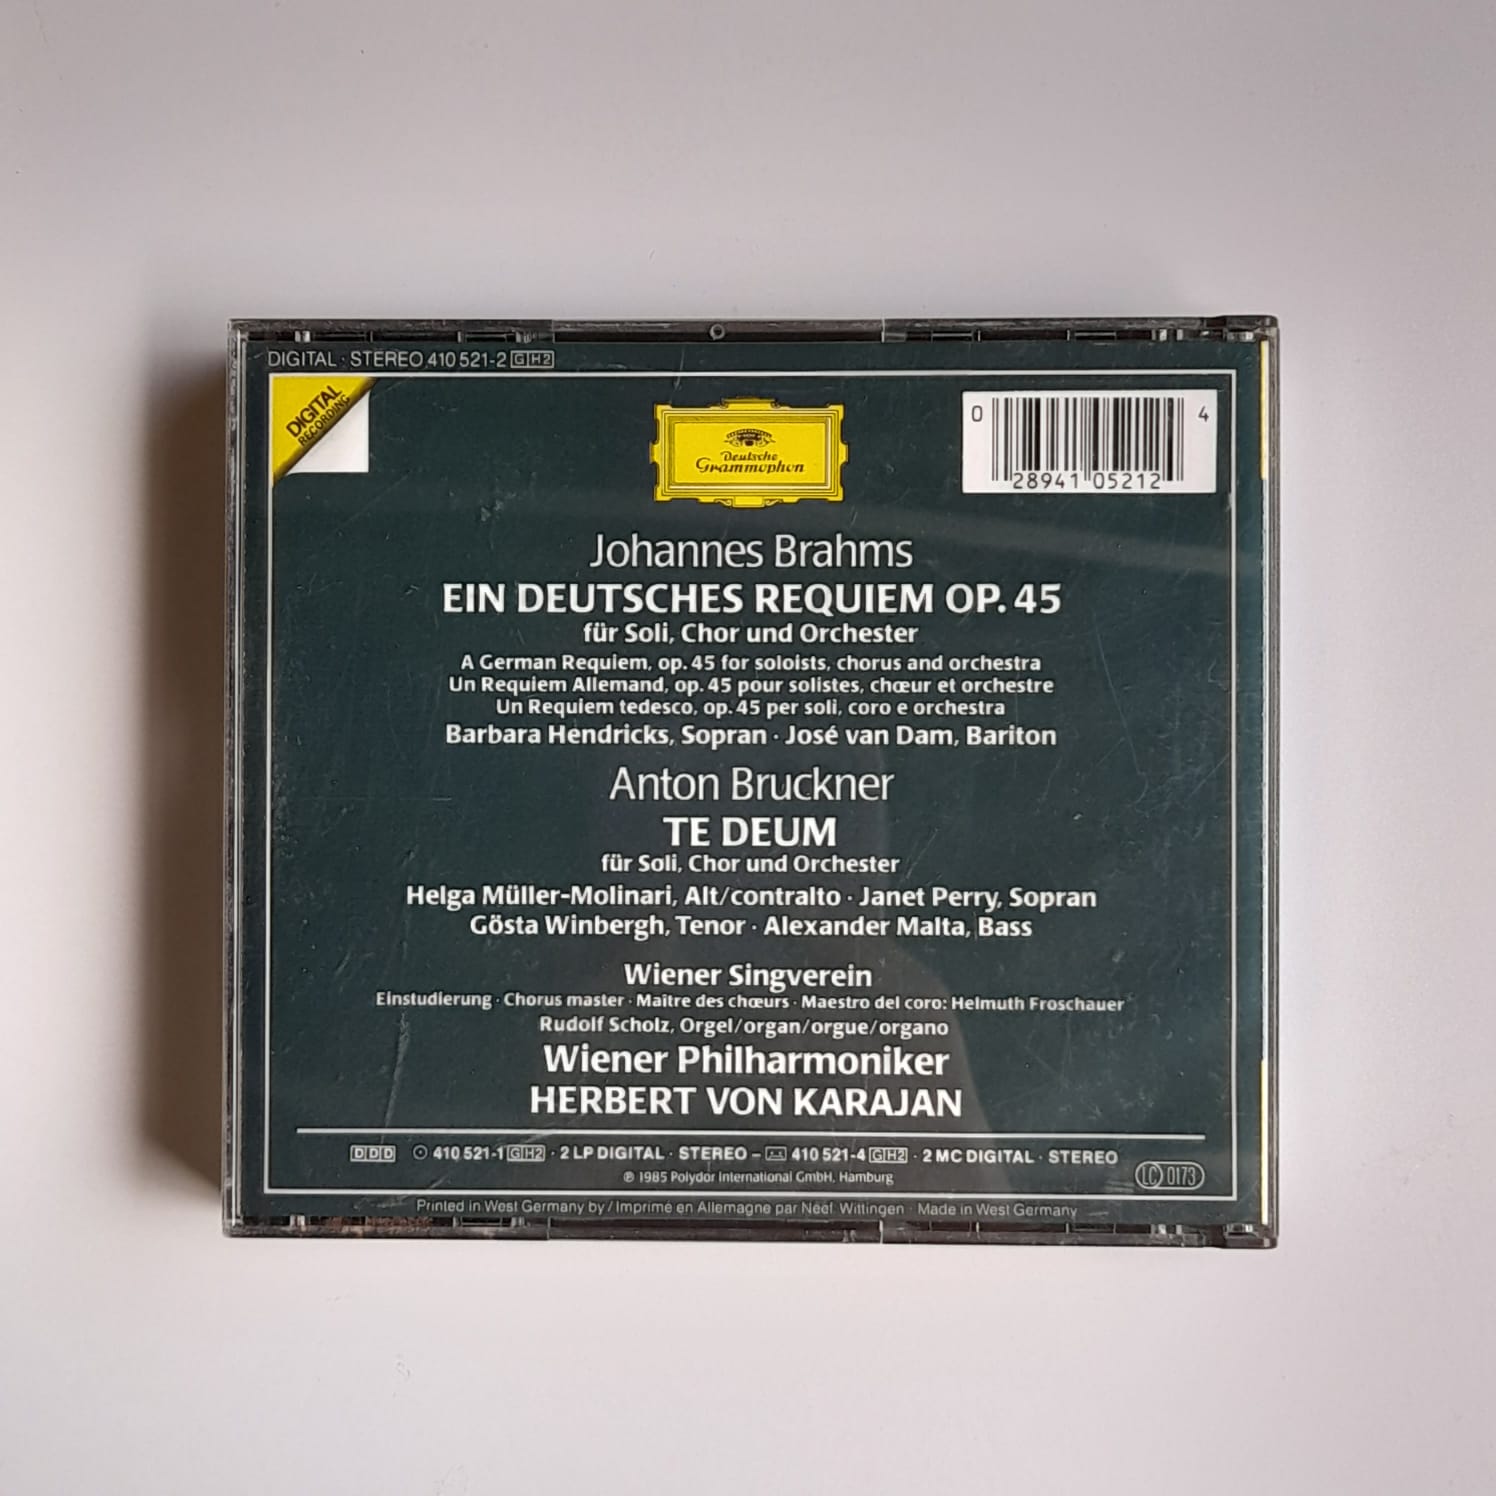 DIGITAL · STEREO 410 521-2 GH2
DIGITAL
RECORDING
Deutsche
Grammophon
0 28941 05212 4
Johannes Brahms
EIN DEUTSCHES REQUIEM OP. 45
für Soli, Chor und Orchester
A German Requiem, op. 45 for soloists, chorus and orchestra
Un Requiem Allemand, op. 45 pour solistes, chœur et orchestre
Un Requiem tedesco, op. 45 per soli, coro e orchestra
Barbara Hendricks, Sopran · José van Dam, Bariton
Anton Bruckner
TE DEUM
für Soli, Chor und Orchester
Helga Müller-Molinari, Alt/contralto · Janet Perry, Sopran
Gösta Winbergh, Tenor · Alexander Malta, Bass
Wiener Singverein
Einstudierung · Chorus master · Maître des chœurs · Maestro del coro: Helmuth Froschauer
Rudolf Scholz, Orgel/organ/orgue/organo
Wiener Philharmoniker
HERBERT VON KARAJAN
DDD 410 521-1 GH2 · 2 LP DIGITAL · STEREO – 410 521-4 GH2 · 2 MC DIGITAL · STEREO
℗ 1985 Polydor International GmbH, Hamburg
LC 0173
Printed in West Germany by / Imprimé en Allemagne par Neef, Wittingen · Made in West Germany